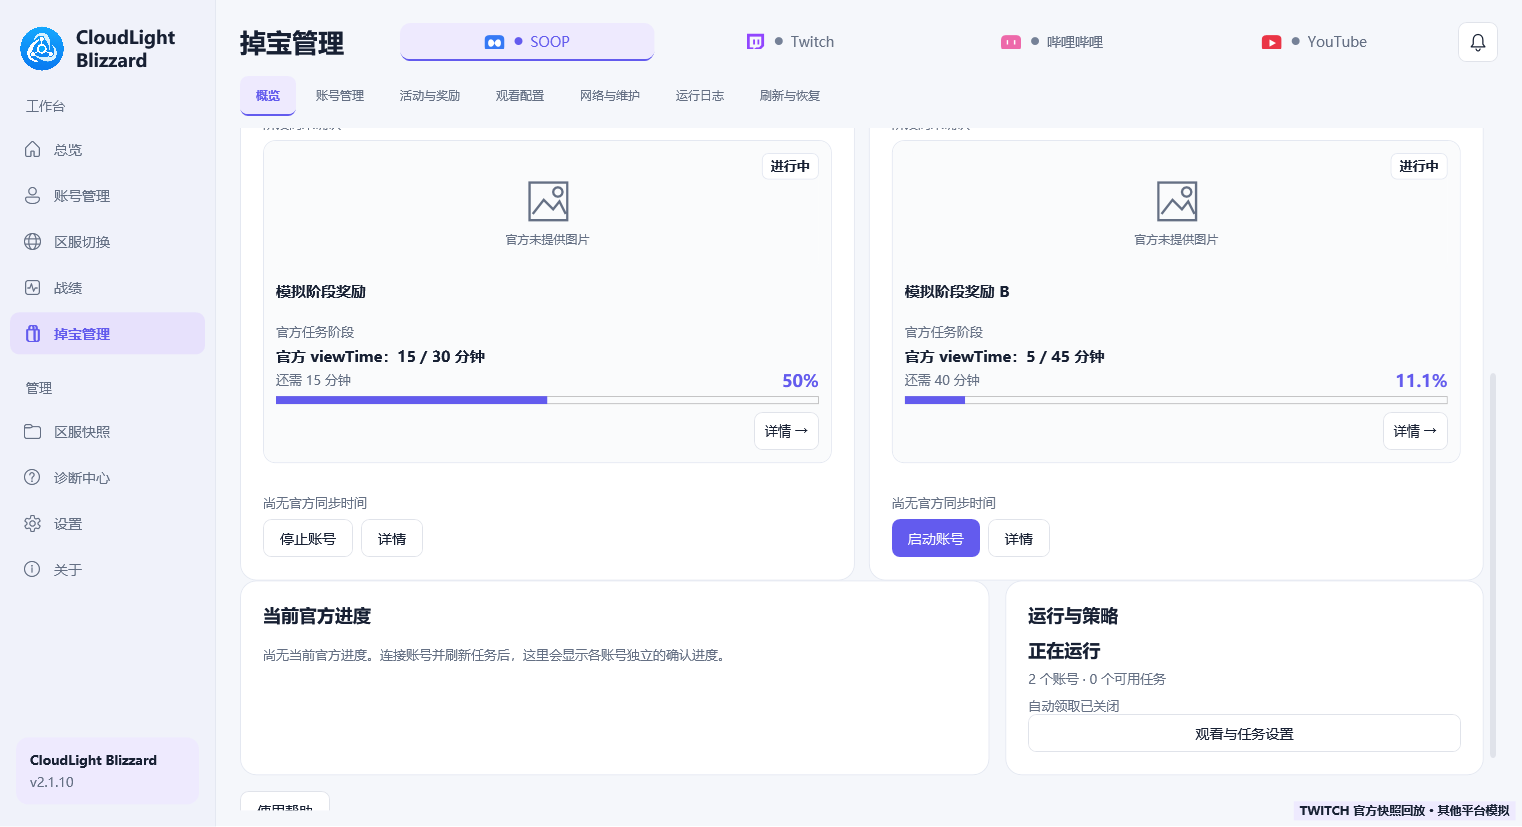 CloudLight
Blizzard
工作台
总览
账号管理
区服切换
战绩
掉宝管理
管理
区服快照
诊断中心
设置
关于
CloudLight Blizzard
v2.1.10
掉宝管理
SOOP
Twitch
哔哩哔哩
YouTube
概览
账号管理
活动与奖励
观看配置
网络与维护
运行日志
刷新与恢复
进行中
官方未提供图片
模拟阶段奖励
官方任务阶段
官方 viewTime：15 / 30 分钟
还需 15 分钟
50%
详情 →
尚无官方同步时间
停止账号
详情
进行中
官方未提供图片
模拟阶段奖励 B
官方任务阶段
官方 viewTime：5 / 45 分钟
还需 40 分钟
11.1%
详情 →
尚无官方同步时间
启动账号
详情
当前官方进度
尚无当前官方进度。连接账号并刷新任务后，这里会显示各账号独立的确认进度。
运行与策略
正在运行
2 个账号 · 0 个可用任务
自动领取已关闭
观看与任务设置
使用帮助
TWITCH 官方快照回放 • 其他平台模拟